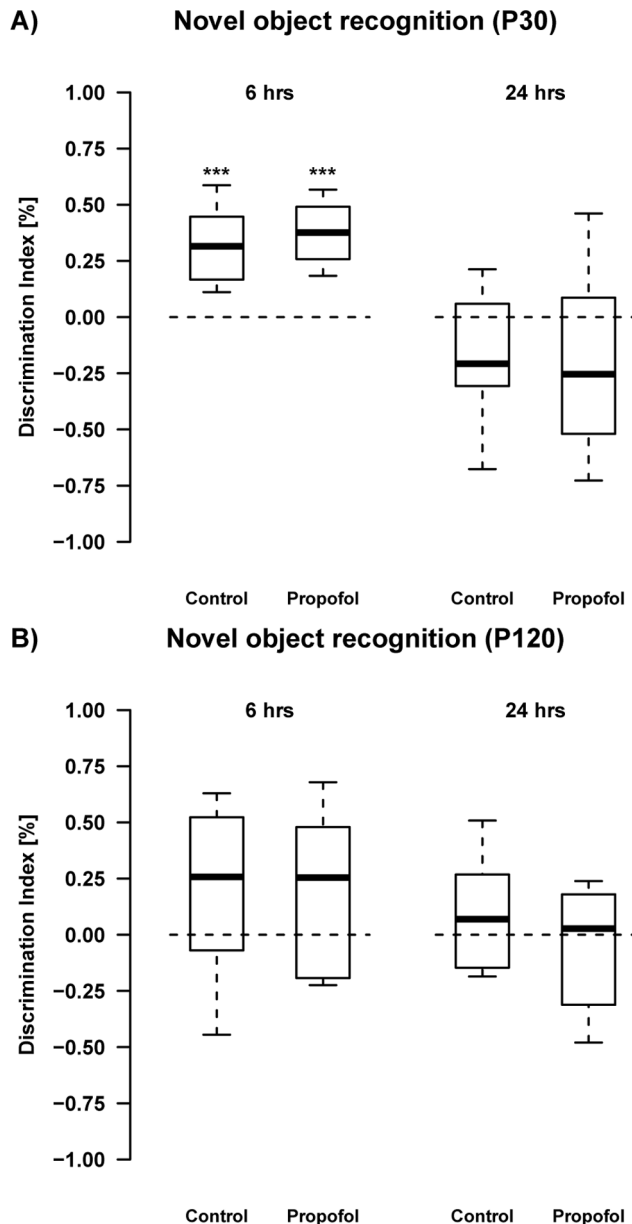 A) Novel object recognition (P30)
6 hrs 24 hrs
Discrimination Index [%]
1.00
0.75
0.50
0.25
0.00
−0.25
−0.50
−0.75
−1.00
*** ***
Control Propofol Control Propofol
B) Novel object recognition (P120)
6 hrs 24 hrs
Discrimination Index [%]
1.00
0.75
0.50
0.25
0.00
−0.25
−0.50
−0.75
−1.00
Control Propofol Control Propofol